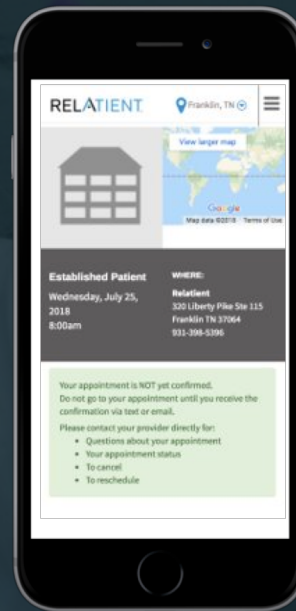 RELATIENT
Franklin, TN
View larger map
Google
Map data ©2018 Terms of Use
Established Patient
Wednesday, July 25,
2018
8:00am
WHERE:
Relatient
320 Liberty Pike Ste 115
Franklin TN 37064
931-398-5396
Your appointment is NOT yet confirmed.
Do not go to your appointment until you receive the
confirmation via text or email.
Please contact your provider directly for:
• Questions about your appointment
• Your appointment status
• To cancel
• To reschedule